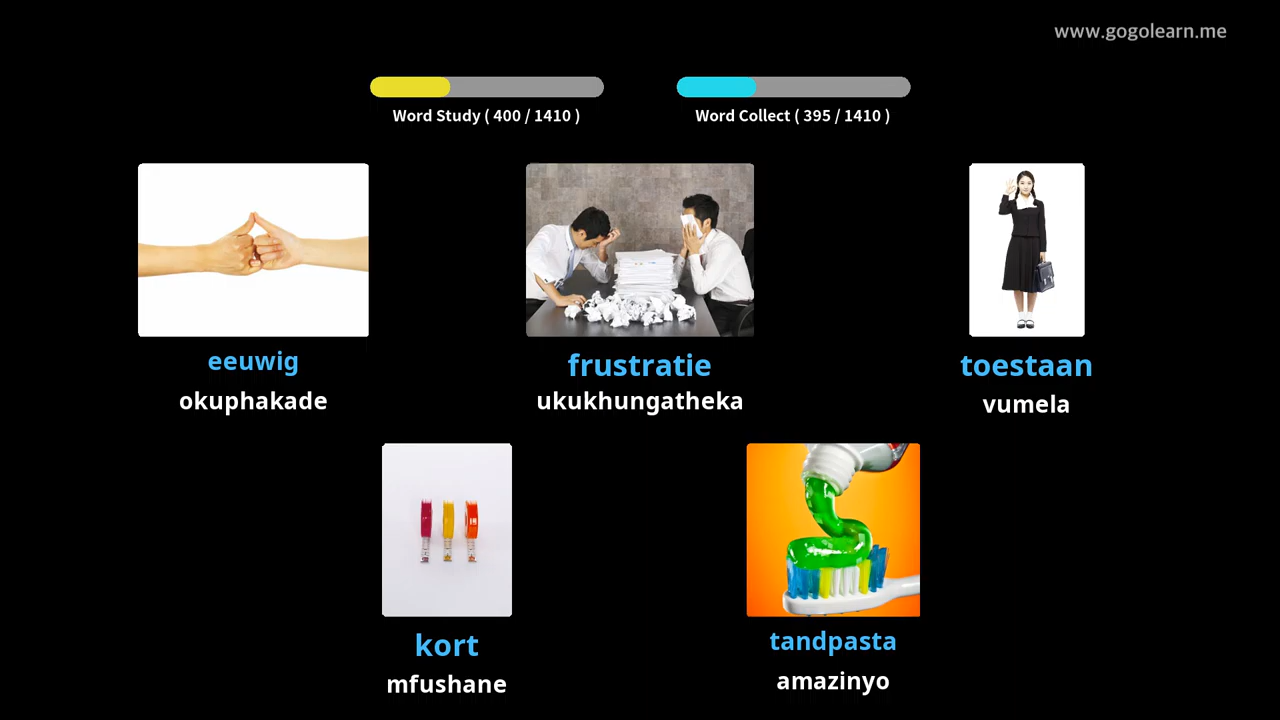 www.gogolearn.me
Word Study ( 400 / 1410 )
Word Collect ( 395 / 1410 )
eeuwig
okuphakade
frustratie
ukukhungatheka
toestaan
vumela
kort
mfushane
tandpasta
amazinyo